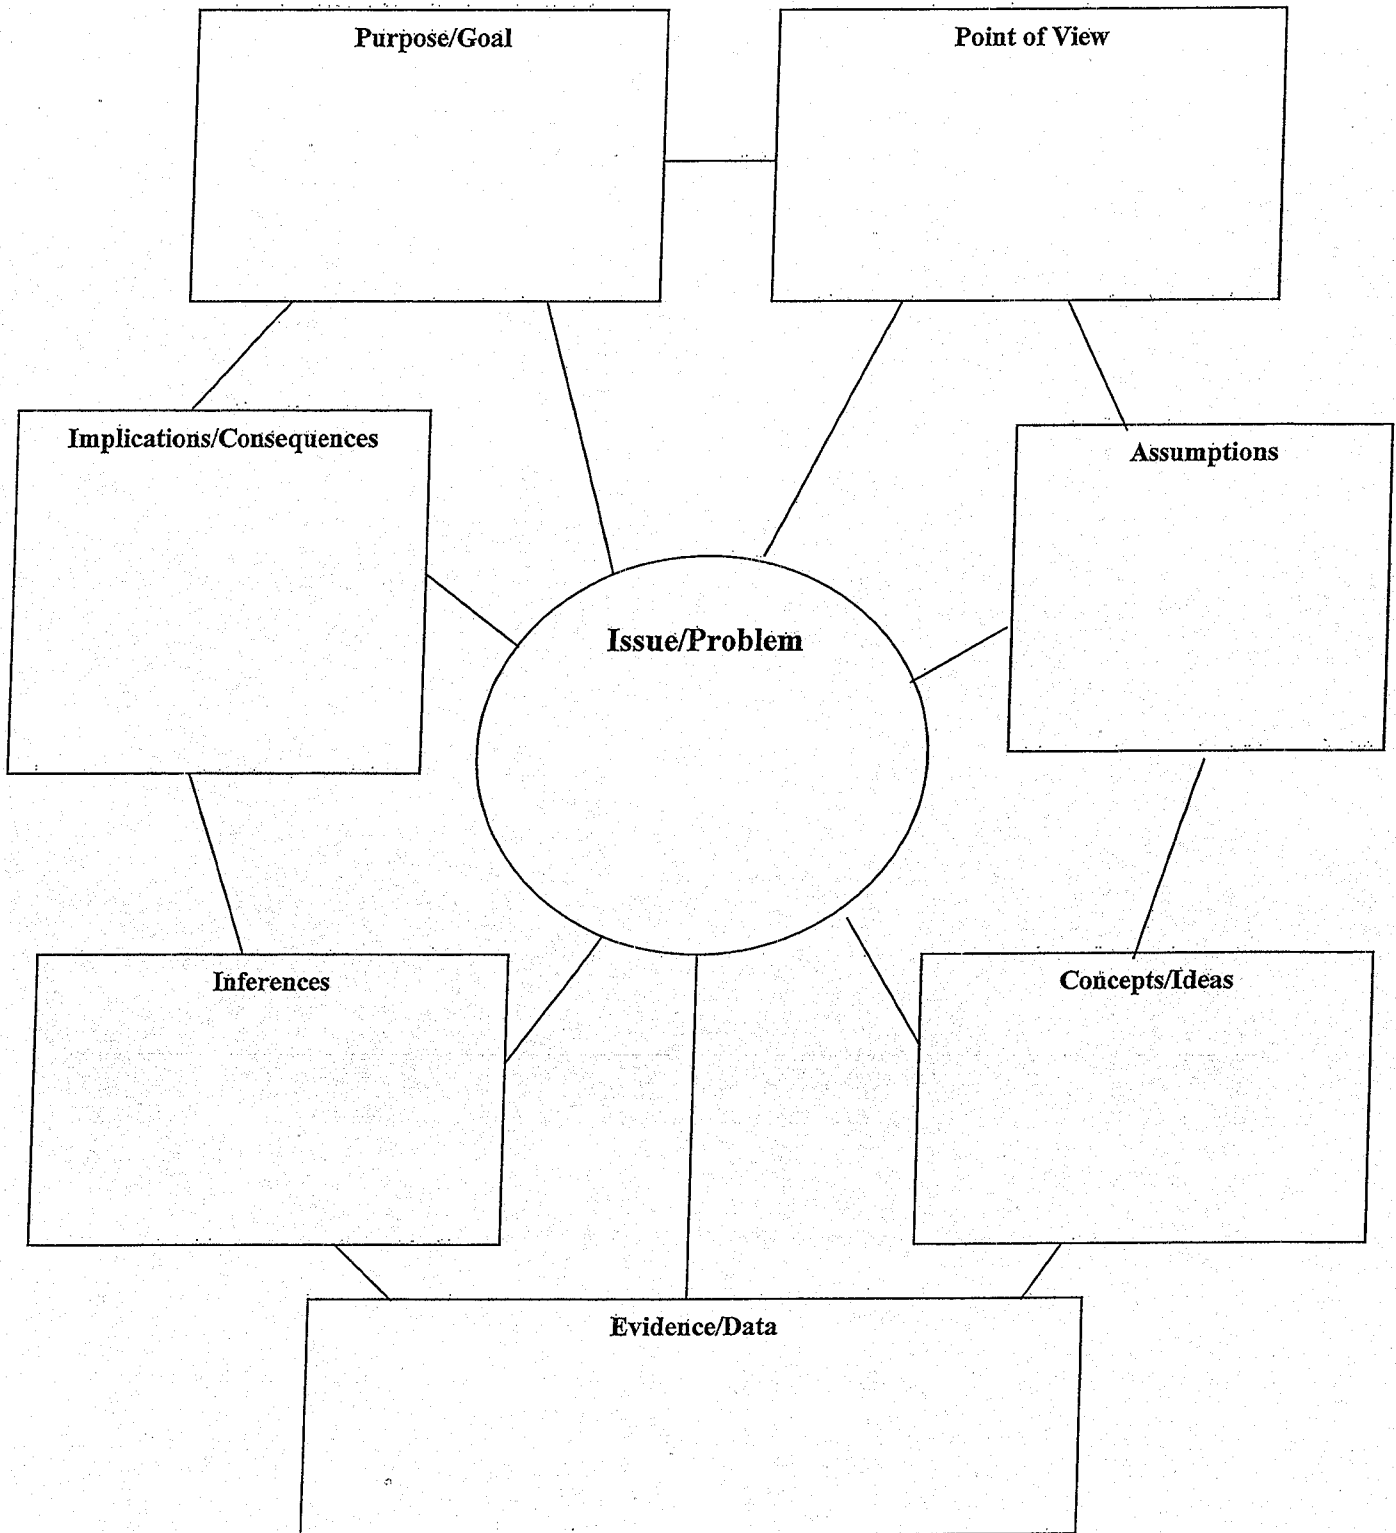 Purpose/Goal
Point of View
Implications/Consequences
Assumptions
Issue/Problem
Inferences
Concepts/Ideas
Evidence/Data